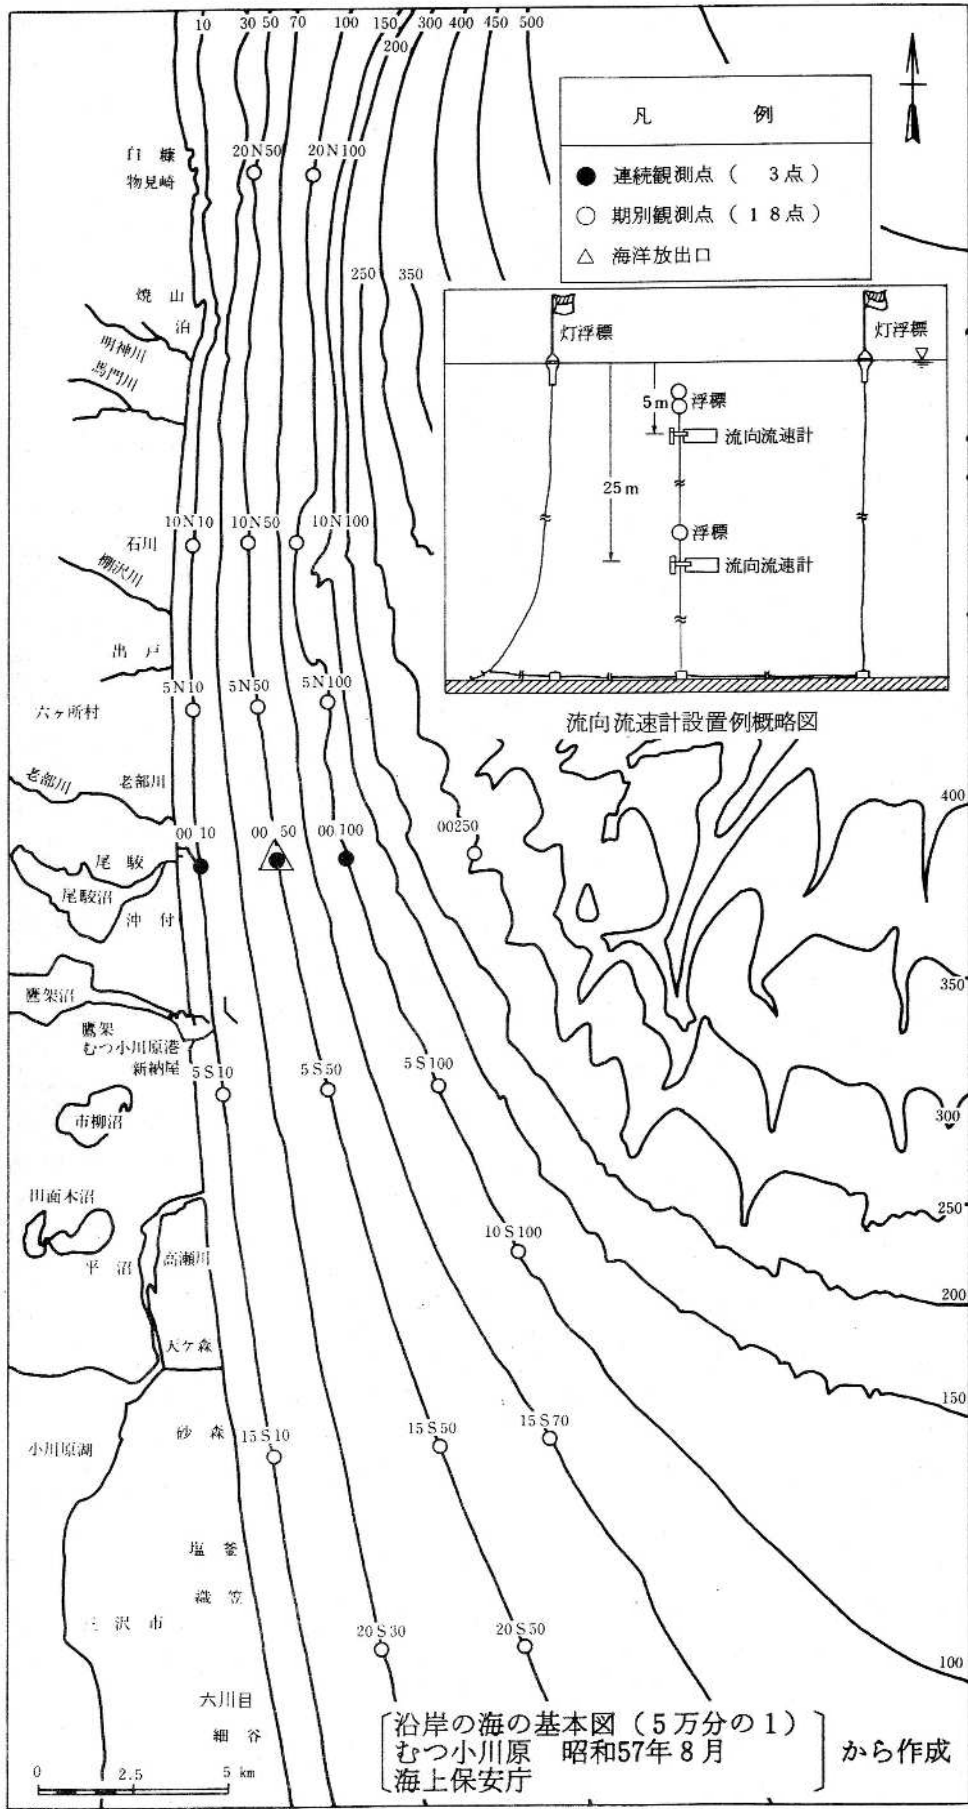 10 30 50 70 100 150 300 400 450 500
200
凡 例
連続観測点 ( 3点 )
期別観測点 ( 18点 )
海洋放出口
白 糠
物見崎
20N50
20N100
250
350
焼 山
泊
明神川
馬門川
灯浮標
灯浮標
5m
浮標
流向流速計
25m
浮標
流向流速計
流向流速計設置例概略図
10N10
10N50
10N100
石川
棚沢川
出 戸
5N10
5N50
5N100
六ヶ所村
老部川
老部川
00 10
00 50
00 100
00250
400
尾 駮
尾駮沼
沖 付
350
鷹架沼
鷹架
むつ小川原港
新納屋
5S10
5S50
5S100
市柳沼
300
田面木沼
250
10S100
平 沼
高瀬川
200
天ケ森
150
砂 森
15S10
15S50
15S70
小川原湖
塩 釜
織 笠
三 沢 市
20S30
20S50
100
六川目
細 谷
沿岸の海の基本図 (5万分の1)
むつ小川原 昭和57年8月
海上保安庁
から作成
0 2.5 5 km